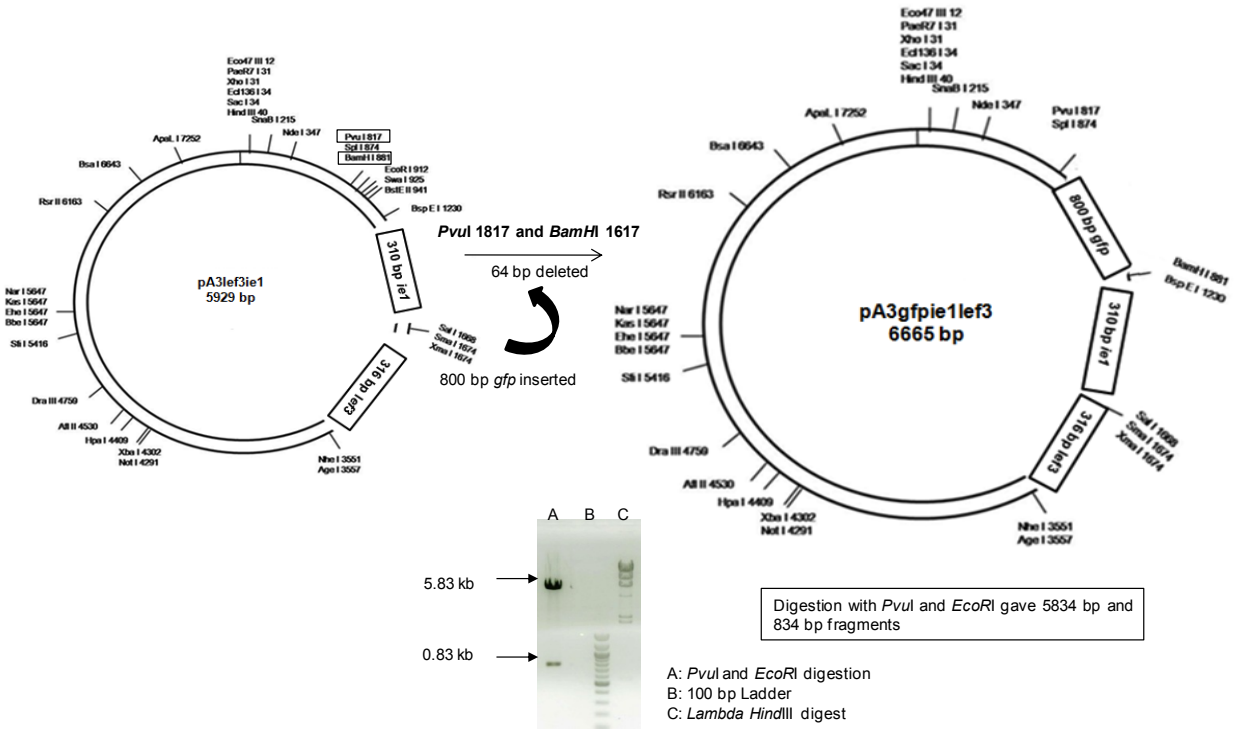 Eco47 III 12
PaeR7 I 31
Xho I 31
Ecl136 I 34
Sac I 34
Hind III 40
SnaB I 215
Nde I 347
Pvu I 817
Spl I 874
BamH I 881
EcoR I 912
Swa I 925
BstE II 941
BspE I 1230
310 bp ie1
Sal I 1668
Sma I 1674
Xma I 1674
316 bp lef3
Nhe I 3551
Age I 3557
Not I 4291
Xba I 4302
Hpa I 4409
Afl II 4530
Dra III 4759
Sfi I 5416
Nar I 5647
Kas I 5647
Ehe I 5647
Bbe I 5647
Rsr II 6163
Bsa I 6643
ApaL I 7252
pA3lef3ie1
5929 bp
PvuI 1817 and BamHI 1617
64 bp deleted
800 bp gfp inserted
Eco47 III 12
PaeR7 I 31
Xho I 31
Ecl136 I 34
Sac I 34
Hind III 40
SnaB I 215
Nde I 347
Pvu I 817
Spl I 874
800 bp gfp
BamH I 881
BspE I 1230
310 bp ie1
Sal I 1668
Sma I 1674
Xma I 1674
316 bp lef3
Nhe I 3551
Age I 3557
Not I 4291
Xba I 4302
Hpa I 4409
Afl II 4530
Dra III 4759
Sfi I 5416
Nar I 5647
Kas I 5647
Ehe I 5647
Bbe I 5647
Rsr II 6163
Bsa I 6643
ApaL I 7252
pA3gfpie1lef3
6665 bp
A B C
5.83 kb
0.83 kb
Digestion with PvuI and EcoRI gave 5834 bp and
834 bp fragments
A: PvuI and EcoRI digestion
B: 100 bp Ladder
C: Lambda HindIII digest